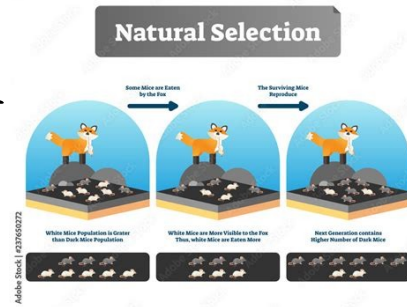 Natural Selection
Some Mice are Eaten
by the Fox
The Surviving Mice
Reproduce
White Mice Population is Grater
than Dark Mice Population
White Mice are More Visible to the Fox
Thus, white Mice are Eaten More
Next Generation contains
Higher Number of Dark Mice
Adobe Stock | #237650272